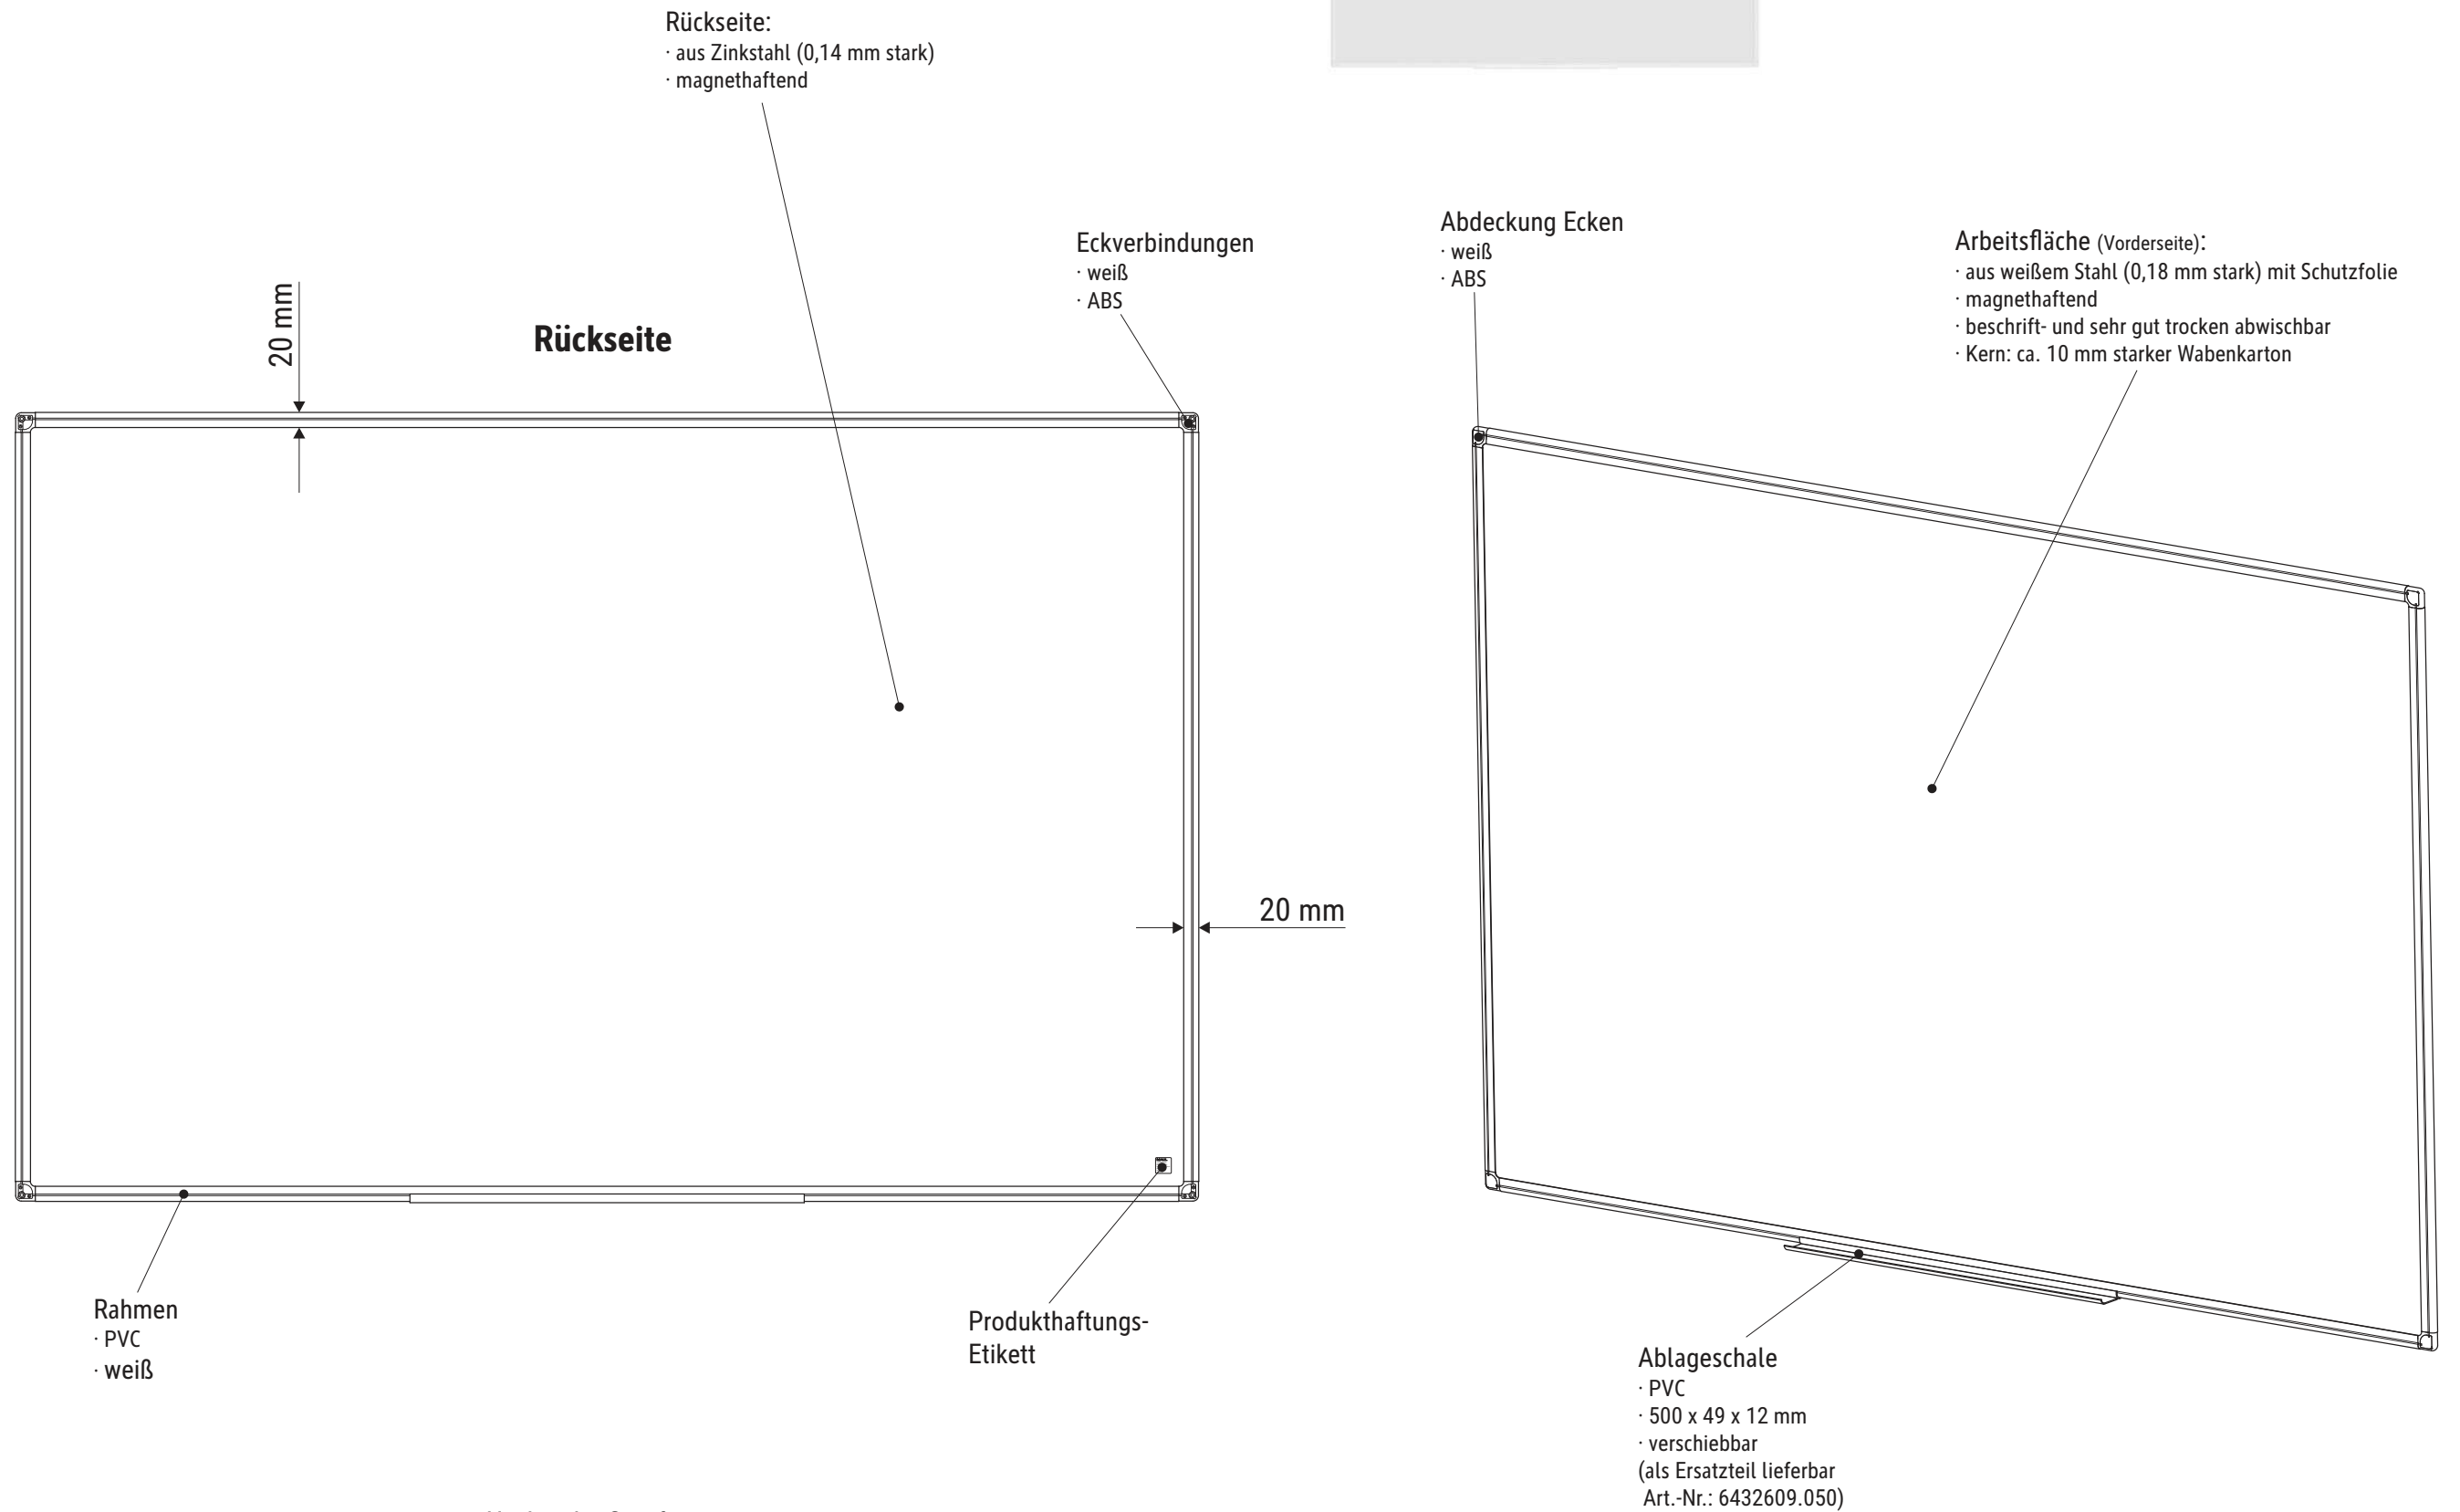 Rückseite:
· aus Zinkstahl (0,14 mm stark)
· magnethaftend
Eckverbindungen
· weiß
· ABS
Abdeckung Ecken
· weiß
· ABS
Arbeitsfläche (Vorderseite):
· aus weißem Stahl (0,18 mm stark) mit Schutzfolie
· magnethaftend
· beschrift- und sehr gut trocken abwischbar
· Kern: ca. 10 mm starker Wabenkarton
20 mm
Rückseite
20 mm
Rahmen
· PVC
· weiß
Produkthaftungs-
Etikett
Ablageschale
· PVC
· 500 x 49 x 12 mm
· verschiebbar
(als Ersatzteil lieferbar
Art.-Nr.: 6432609.050)